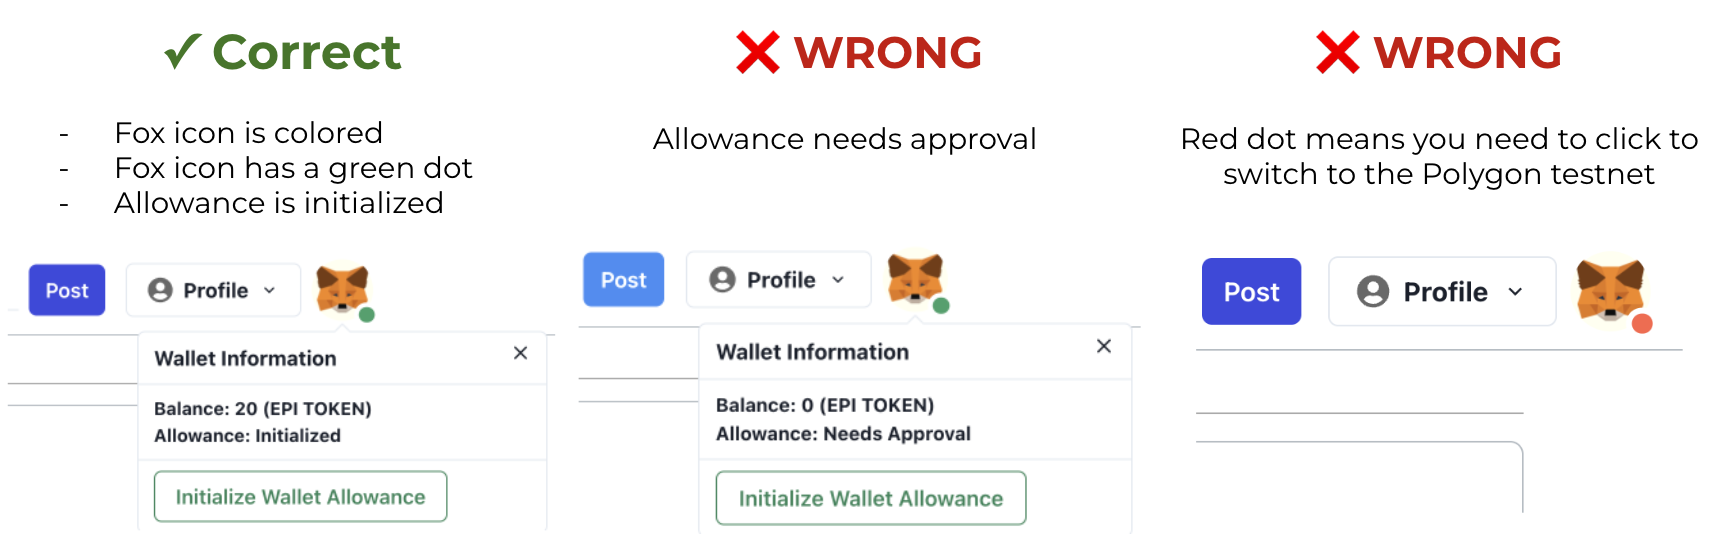 ✓ Correct
- Fox icon is colored
- Fox icon has a green dot
- Allowance is initialized
Post
Profile
Wallet Information
Balance: 20 (EPI TOKEN)
Allowance: Initialized
Initialize Wallet Allowance
❌ WRONG
Allowance needs approval
Post
Profile
Wallet Information
Balance: 0 (EPI TOKEN)
Allowance: Needs Approval
Initialize Wallet Allowance
❌ WRONG
Red dot means you need to click to
switch to the Polygon testnet
Post
Profile